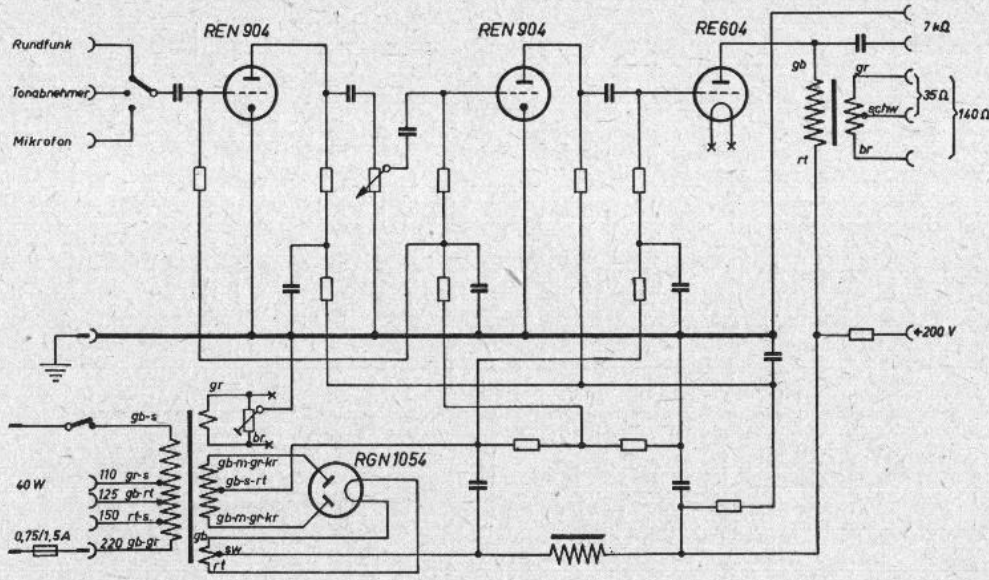 REN 904
REN 904
RE604
7 kΩ
Rundfunk
Tonabnehmer
Mikrofon
gb
gr
schw
35 Ω
140 Ω
rt
br
+200 V
gr
gb-s
br
RGN1054
40 W
110 gr-s
125 gb-rt
150 rt-s
0,75/1,5A
220 gb-gr
gb-m-gr-kr
gb-s-rt
gb-m-gr-kr
gb
sw
rt